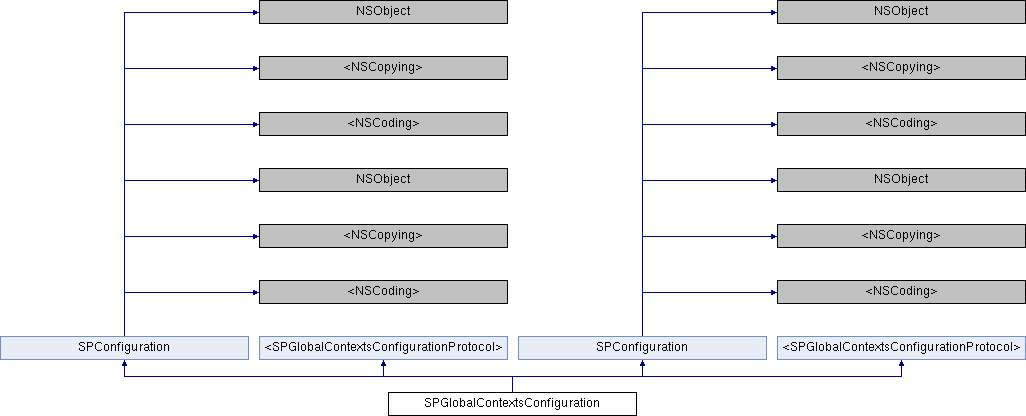 NSObject NSObject
<NSCopying> <NSCopying>
<NSCoding> <NSCoding>
NSObject NSObject
<NSCopying> <NSCopying>
<NSCoding> <NSCoding>
SPConfiguration <SPGlobalContextsConfigurationProtocol> SPConfiguration <SPGlobalContextsConfigurationProtocol>
SPGlobalContextsConfiguration